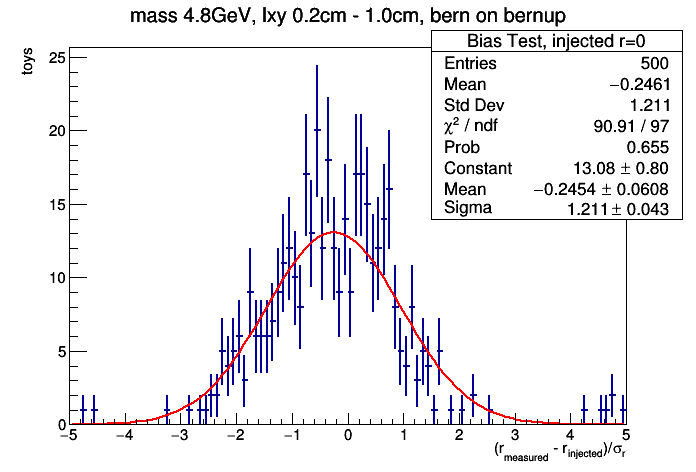 mass 4.8GeV, lxy 0.2cm - 1.0cm, bern on bernup
Bias Test, injected r=0
Entries 500
Mean −0.2461
Std Dev 1.211
χ² / ndf 90.91 / 97
Prob 0.655
Constant 13.08 ± 0.80
Mean −0.2454 ± 0.0608
Sigma 1.211 ± 0.043
toys
25
20
15
10
5
0
−5 −4 −3 −2 −1 0 1 2 3 4 5
(r_measured - r_injected)/σ_r